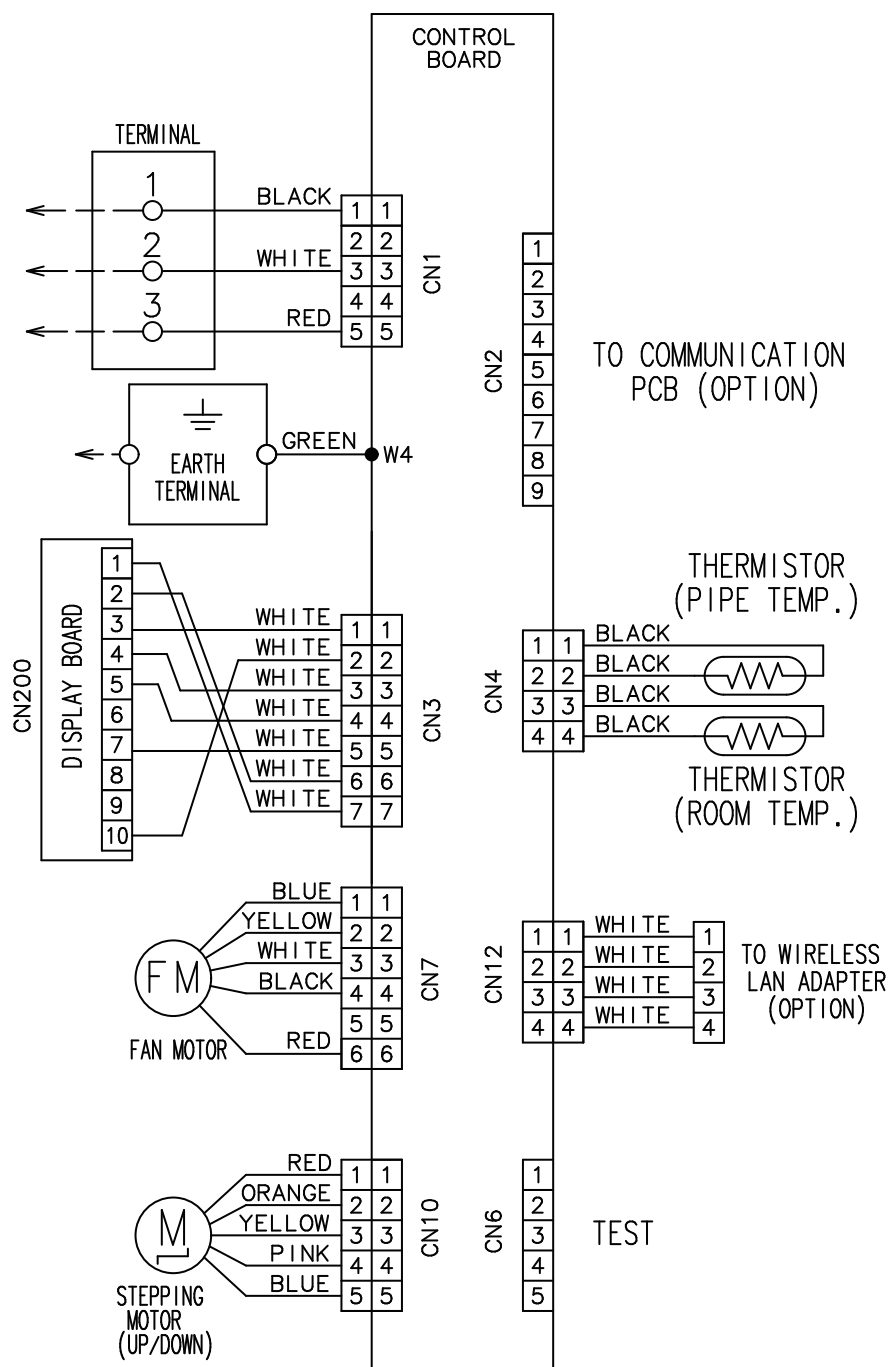 CONTROL
BOARD
TERMINAL
1
BLACK
1 1
2 2
2
WHITE
3 3
CN1
4 4
3
RED
5 5
GREEN
W4
EARTH
TERMINAL
CN200
DISPLAY BOARD
1
2
3
4
5
6
7
8
9
10
WHITE
1 1
WHITE
2 2
WHITE
3 3
WHITE
4 4
WHITE
5 5
WHITE
6 6
WHITE
7 7
CN3
FM
FAN MOTOR
BLUE
1 1
YELLOW
2 2
WHITE
3 3
BLACK
4 4
5 5
RED
6 6
CN7
M
STEPPING
MOTOR
(UP/DOWN)
RED
1 1
ORANGE
2 2
YELLOW
3 3
PINK
4 4
BLUE
5 5
CN10
CN2
1
2
3
4
5
6
7
8
9
TO COMMUNICATION
PCB (OPTION)
THERMISTOR
(PIPE TEMP.)
CN4
1 1 BLACK
2 2 BLACK
3 3 BLACK
4 4 BLACK
THERMISTOR
(ROOM TEMP.)
CN12
1 1 WHITE 1
2 2 WHITE 2
3 3 WHITE 3
4 4 WHITE 4
TO WIRELESS
LAN ADAPTER
(OPTION)
CN6
1
2
3
4
5
TEST